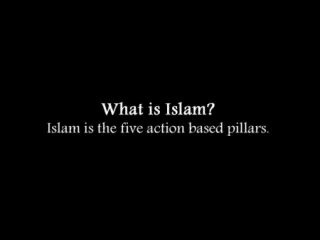 What is Islam?
Islam is the five action based pillars.